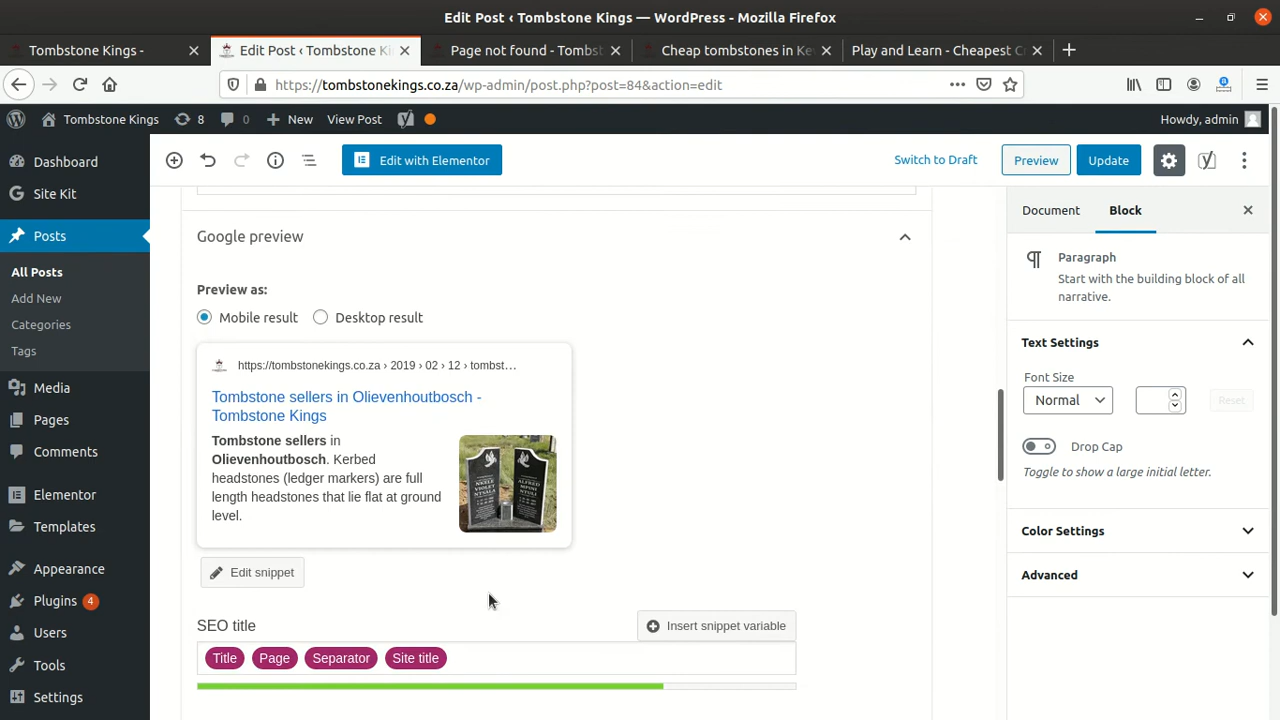 Edit Post ‹ Tombstone Kings — WordPress - Mozilla Firefox
Tombstone Kings -
Edit Post ‹ Tombstone Ki
Page not found - Tombst
Cheap tombstones in Ke
Play and Learn - Cheapest C
https://tombstonekings.co.za/wp-admin/post.php?post=84&action=edit
Tombstone Kings
8
0
New
View Post
Howdy, admin
Dashboard
Site Kit
Posts
All Posts
Add New
Categories
Tags
Media
Pages
Comments
Elementor
Templates
Appearance
Plugins 4
Users
Tools
Settings
Edit with Elementor
Switch to Draft
Preview
Update
Google preview
Preview as:
Mobile result
Desktop result
https://tombstonekings.co.za › 2019 › 02 › 12 › tombst…
Tombstone sellers in Olievenhoutbosch -
Tombstone Kings
Tombstone sellers in
Olievenhoutbosch. Kerbed
headstones (ledger markers) are full
length headstones that lie flat at ground
level.
Edit snippet
SEO title
Insert snippet variable
Title
Page
Separator
Site title
Document
Block
Paragraph
Start with the building block of all
narrative.
Text Settings
Font Size
Normal
Reset
Drop Cap
Toggle to show a large initial letter.
Color Settings
Advanced